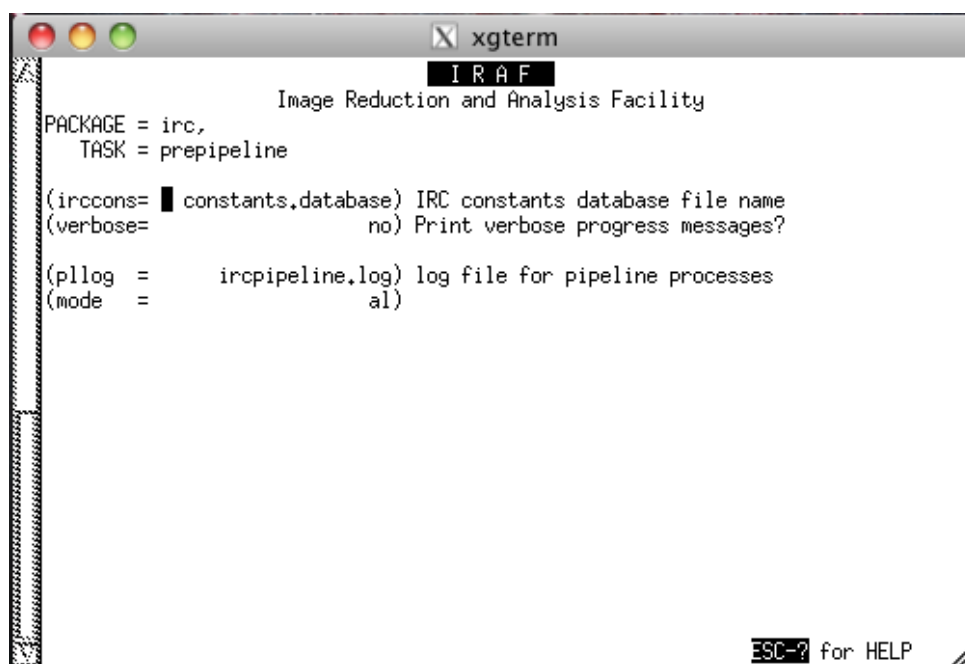 xgterm
I R A F
Image Reduction and Analysis Facility
PACKAGE = irc.
TASK = prepipeline
(irccons= constants.database) IRC constants database file name
(verbose= no) Print verbose progress messages?
(pllog = ircpipeline.log) log file for pipeline processes
(mode = al)
ESC-? for HELP